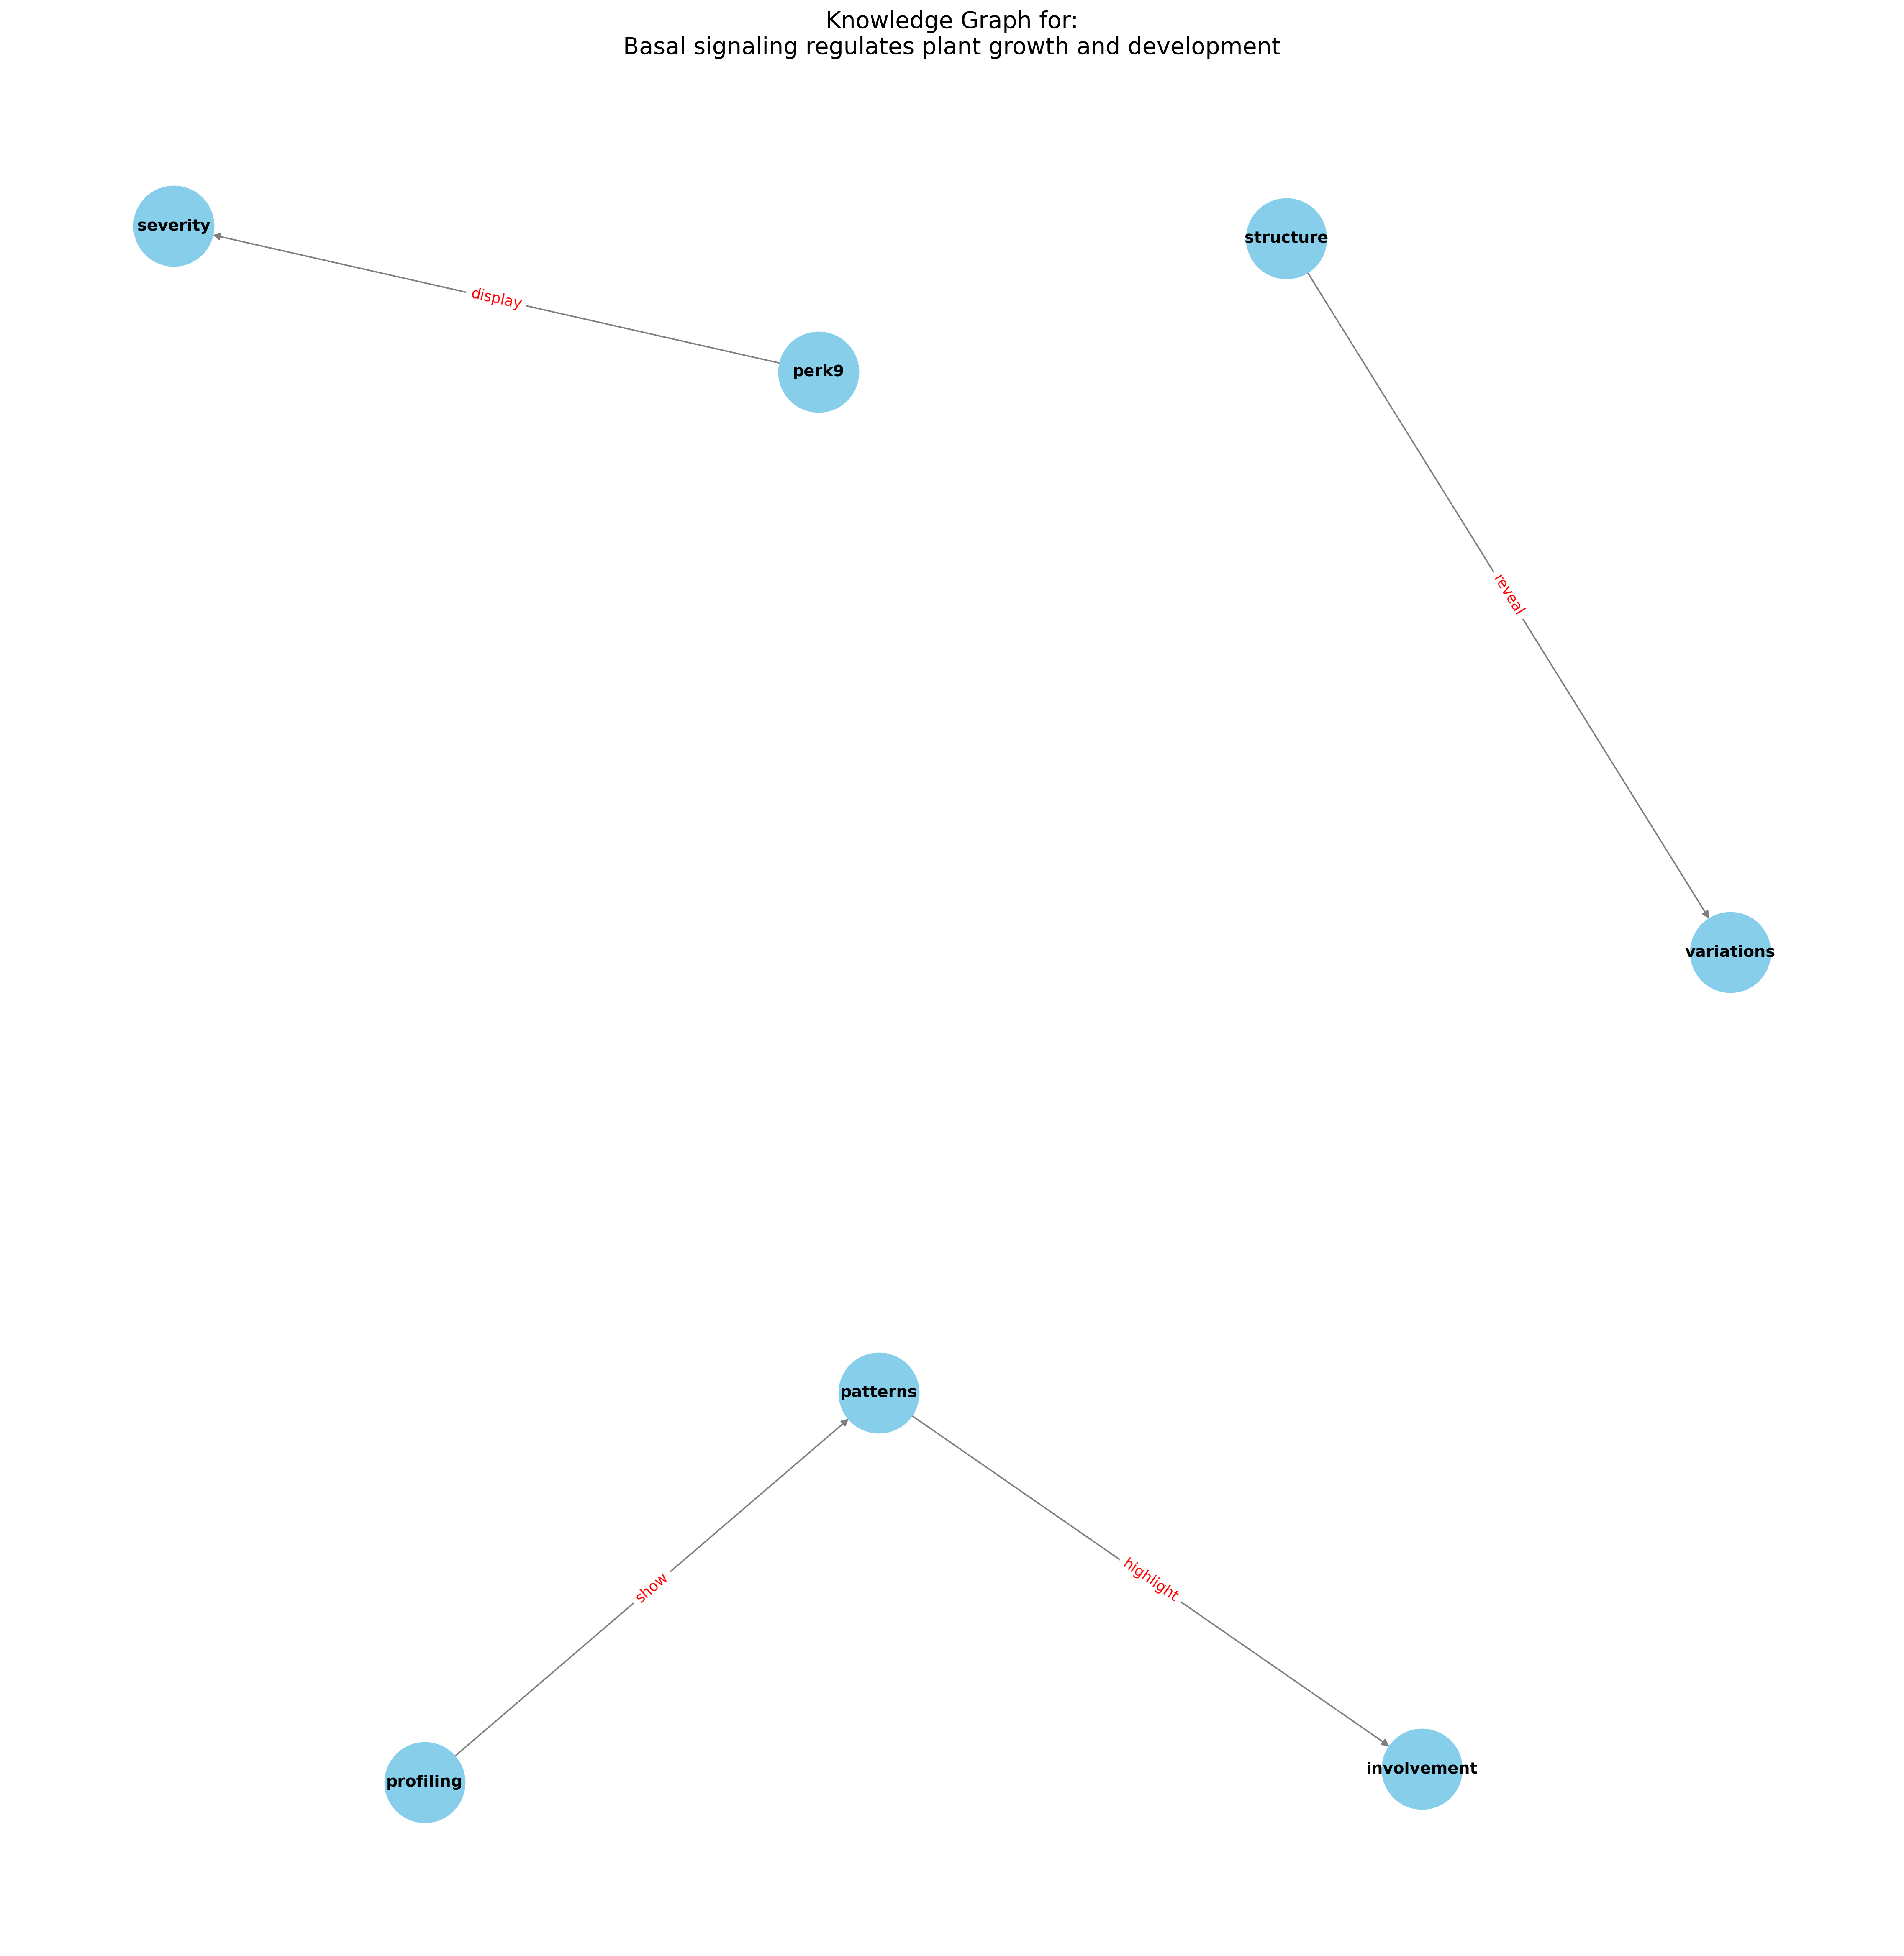 Knowledge Graph for:
Basal signaling regulates plant growth and development
severity
structure
display
perk9
reveal
variations
patterns
show
highlight
profiling
involvement